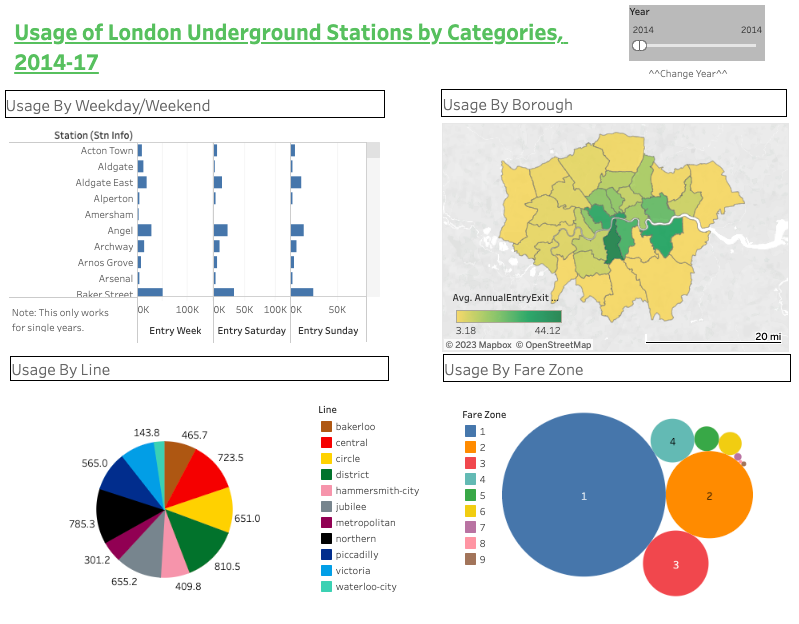 Usage of London Underground Stations by Categories,
2014-17
Year
2014 2014
^^Change Year^^
Usage By Weekday/Weekend
Station (Stn Info)
Acton Town
Aldgate
Aldgate East
Alperton
Amersham
Angel
Archway
Arnos Grove
Arsenal
Baker Street
Note: This only works
for single years.
0K 100K 0K 50K 100K 0K 50K
Entry Week Entry Saturday Entry Sunday
Usage By Borough
Avg. AnnualEntryExit ...
3.18 44.12
20 mi
© 2023 Mapbox © OpenStreetMap
Usage By Line
143.8
465.7
565.0
723.5
785.3
651.0
301.2
810.5
655.2
409.8
Line
bakerloo
central
circle
district
hammersmith-city
jubilee
metropolitan
northern
piccadilly
victoria
waterloo-city
Usage By Fare Zone
Fare Zone
1
2
3
4
5
6
7
8
9
4
1
2
3